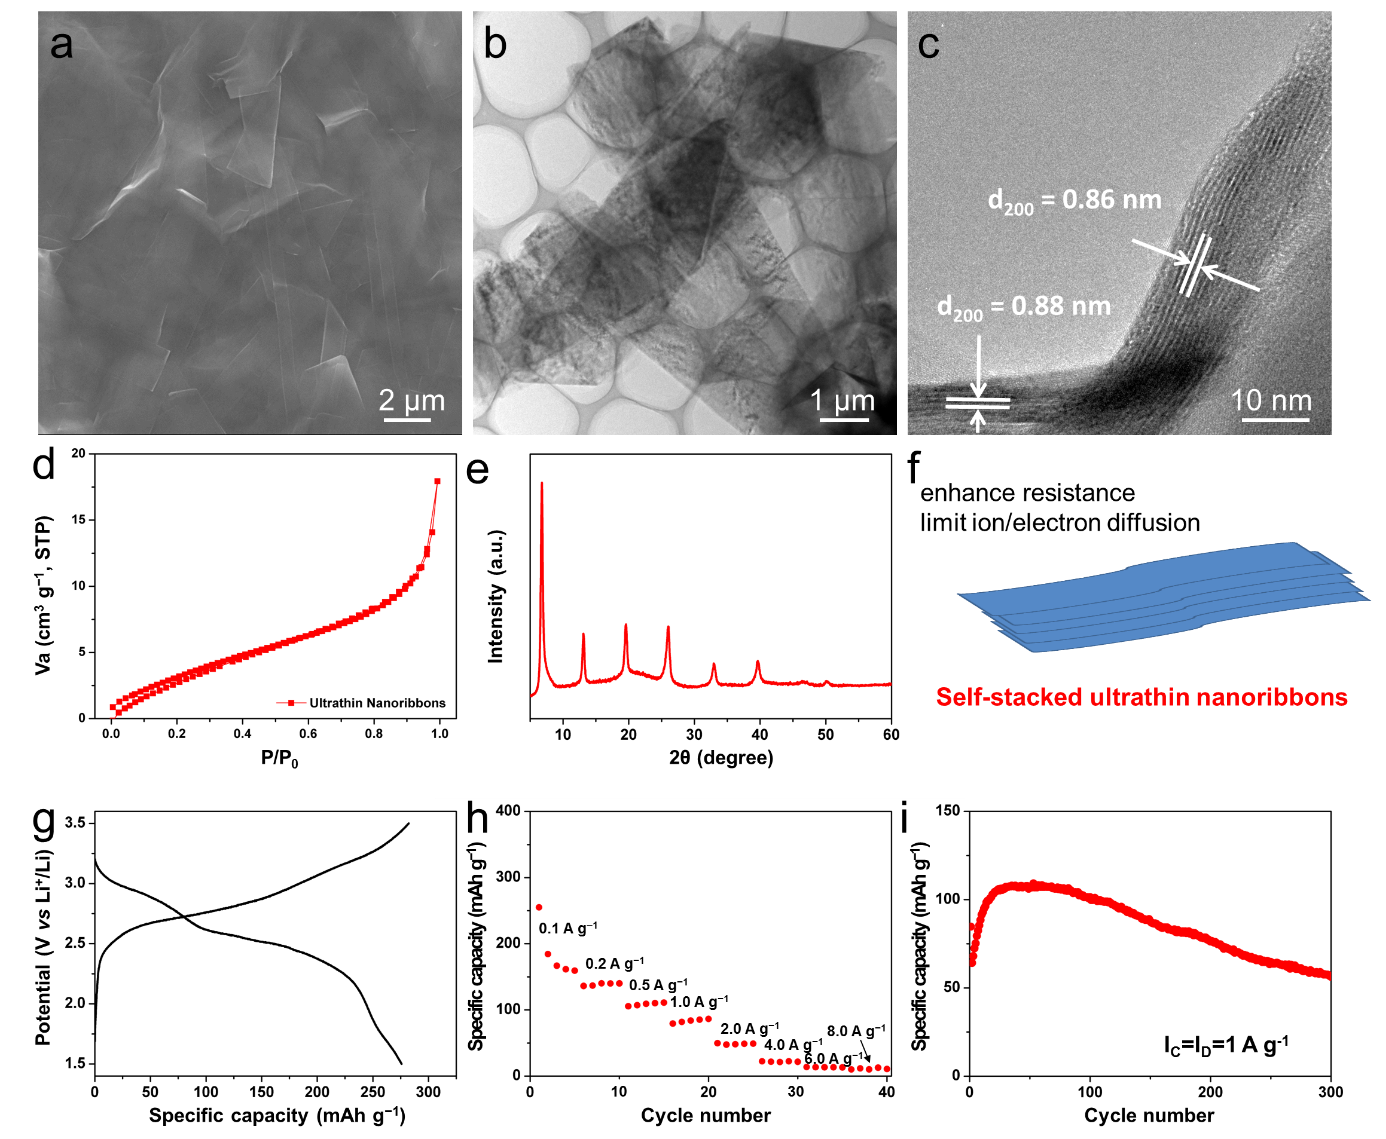 a
2 µm
b
1 µm
c
d200 = 0.86 nm
d200 = 0.88 nm
10 nm
d
20
15
10
5
0
Va (cm³ g⁻¹, STP)
Ultrathin Nanoribbons
0.0 0.2 0.4 0.6 0.8 1.0
P/P0
e
Intensity (a.u.)
10 20 30 40 50 60
2θ (degree)
f
enhance resistance
limit ion/electron diffusion
Self-stacked ultrathin nanoribbons
g
3.5
3.0
2.5
2.0
1.5
Potential (V vs Li⁺/Li)
0 50 100 150 200 250 300
Specific capacity (mAh g⁻¹)
h
400
300
200
100
0
Specific capacity (mAh g⁻¹)
0.1 A g⁻¹
0.2 A g⁻¹
0.5 A g⁻¹
1.0 A g⁻¹
2.0 A g⁻¹
4.0 A g⁻¹
6.0 A g⁻¹
8.0 A g⁻¹
0 10 20 30 40
Cycle number
i
150
100
50
0
Specific capacity (mAh g⁻¹)
IC=ID=1 A g⁻¹
0 100 200 300
Cycle number